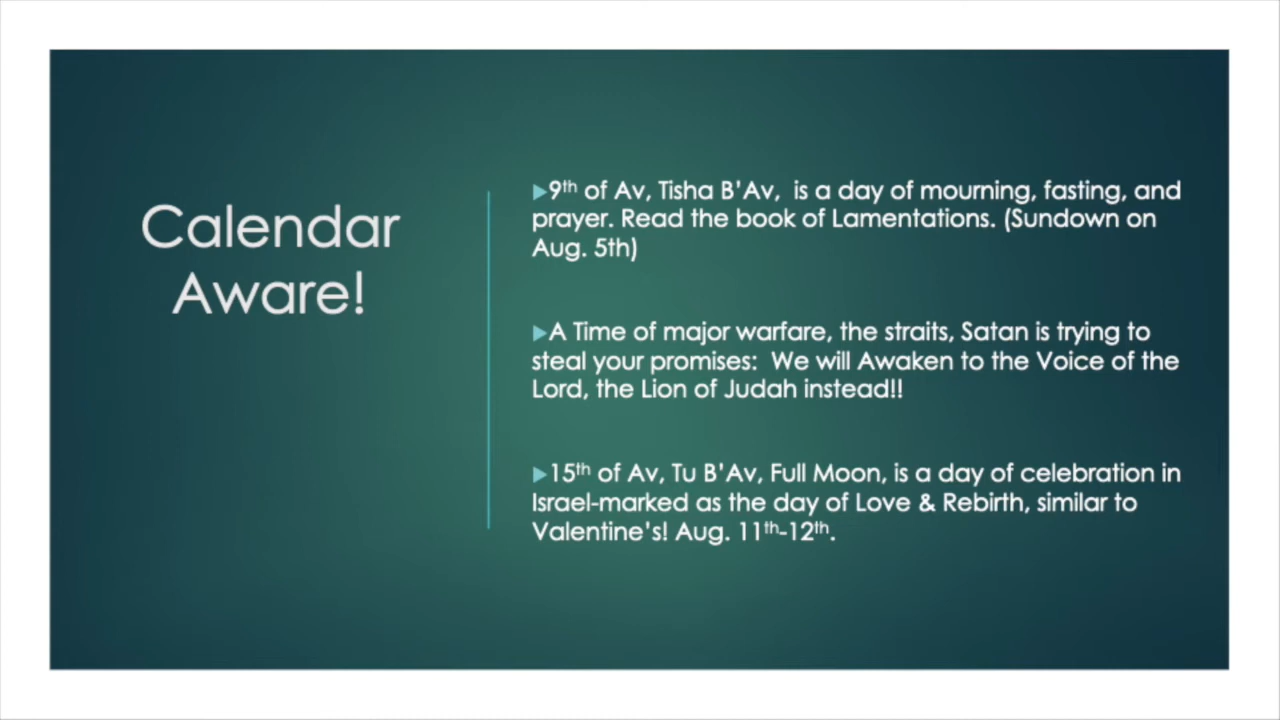 Calendar
Aware!
▶9th of Av, Tisha B'Av,  is a day of mourning, fasting, and
prayer. Read the book of Lamentations. (Sundown on
Aug. 5th)
▶A Time of major warfare, the straits, Satan is trying to
steal your promises:  We will Awaken to the Voice of the
Lord, the Lion of Judah instead!!
▶15th of Av, Tu B'Av, Full Moon, is a day of celebration in
Israel-marked as the day of Love & Rebirth, similar to
Valentine's! Aug. 11th-12th.